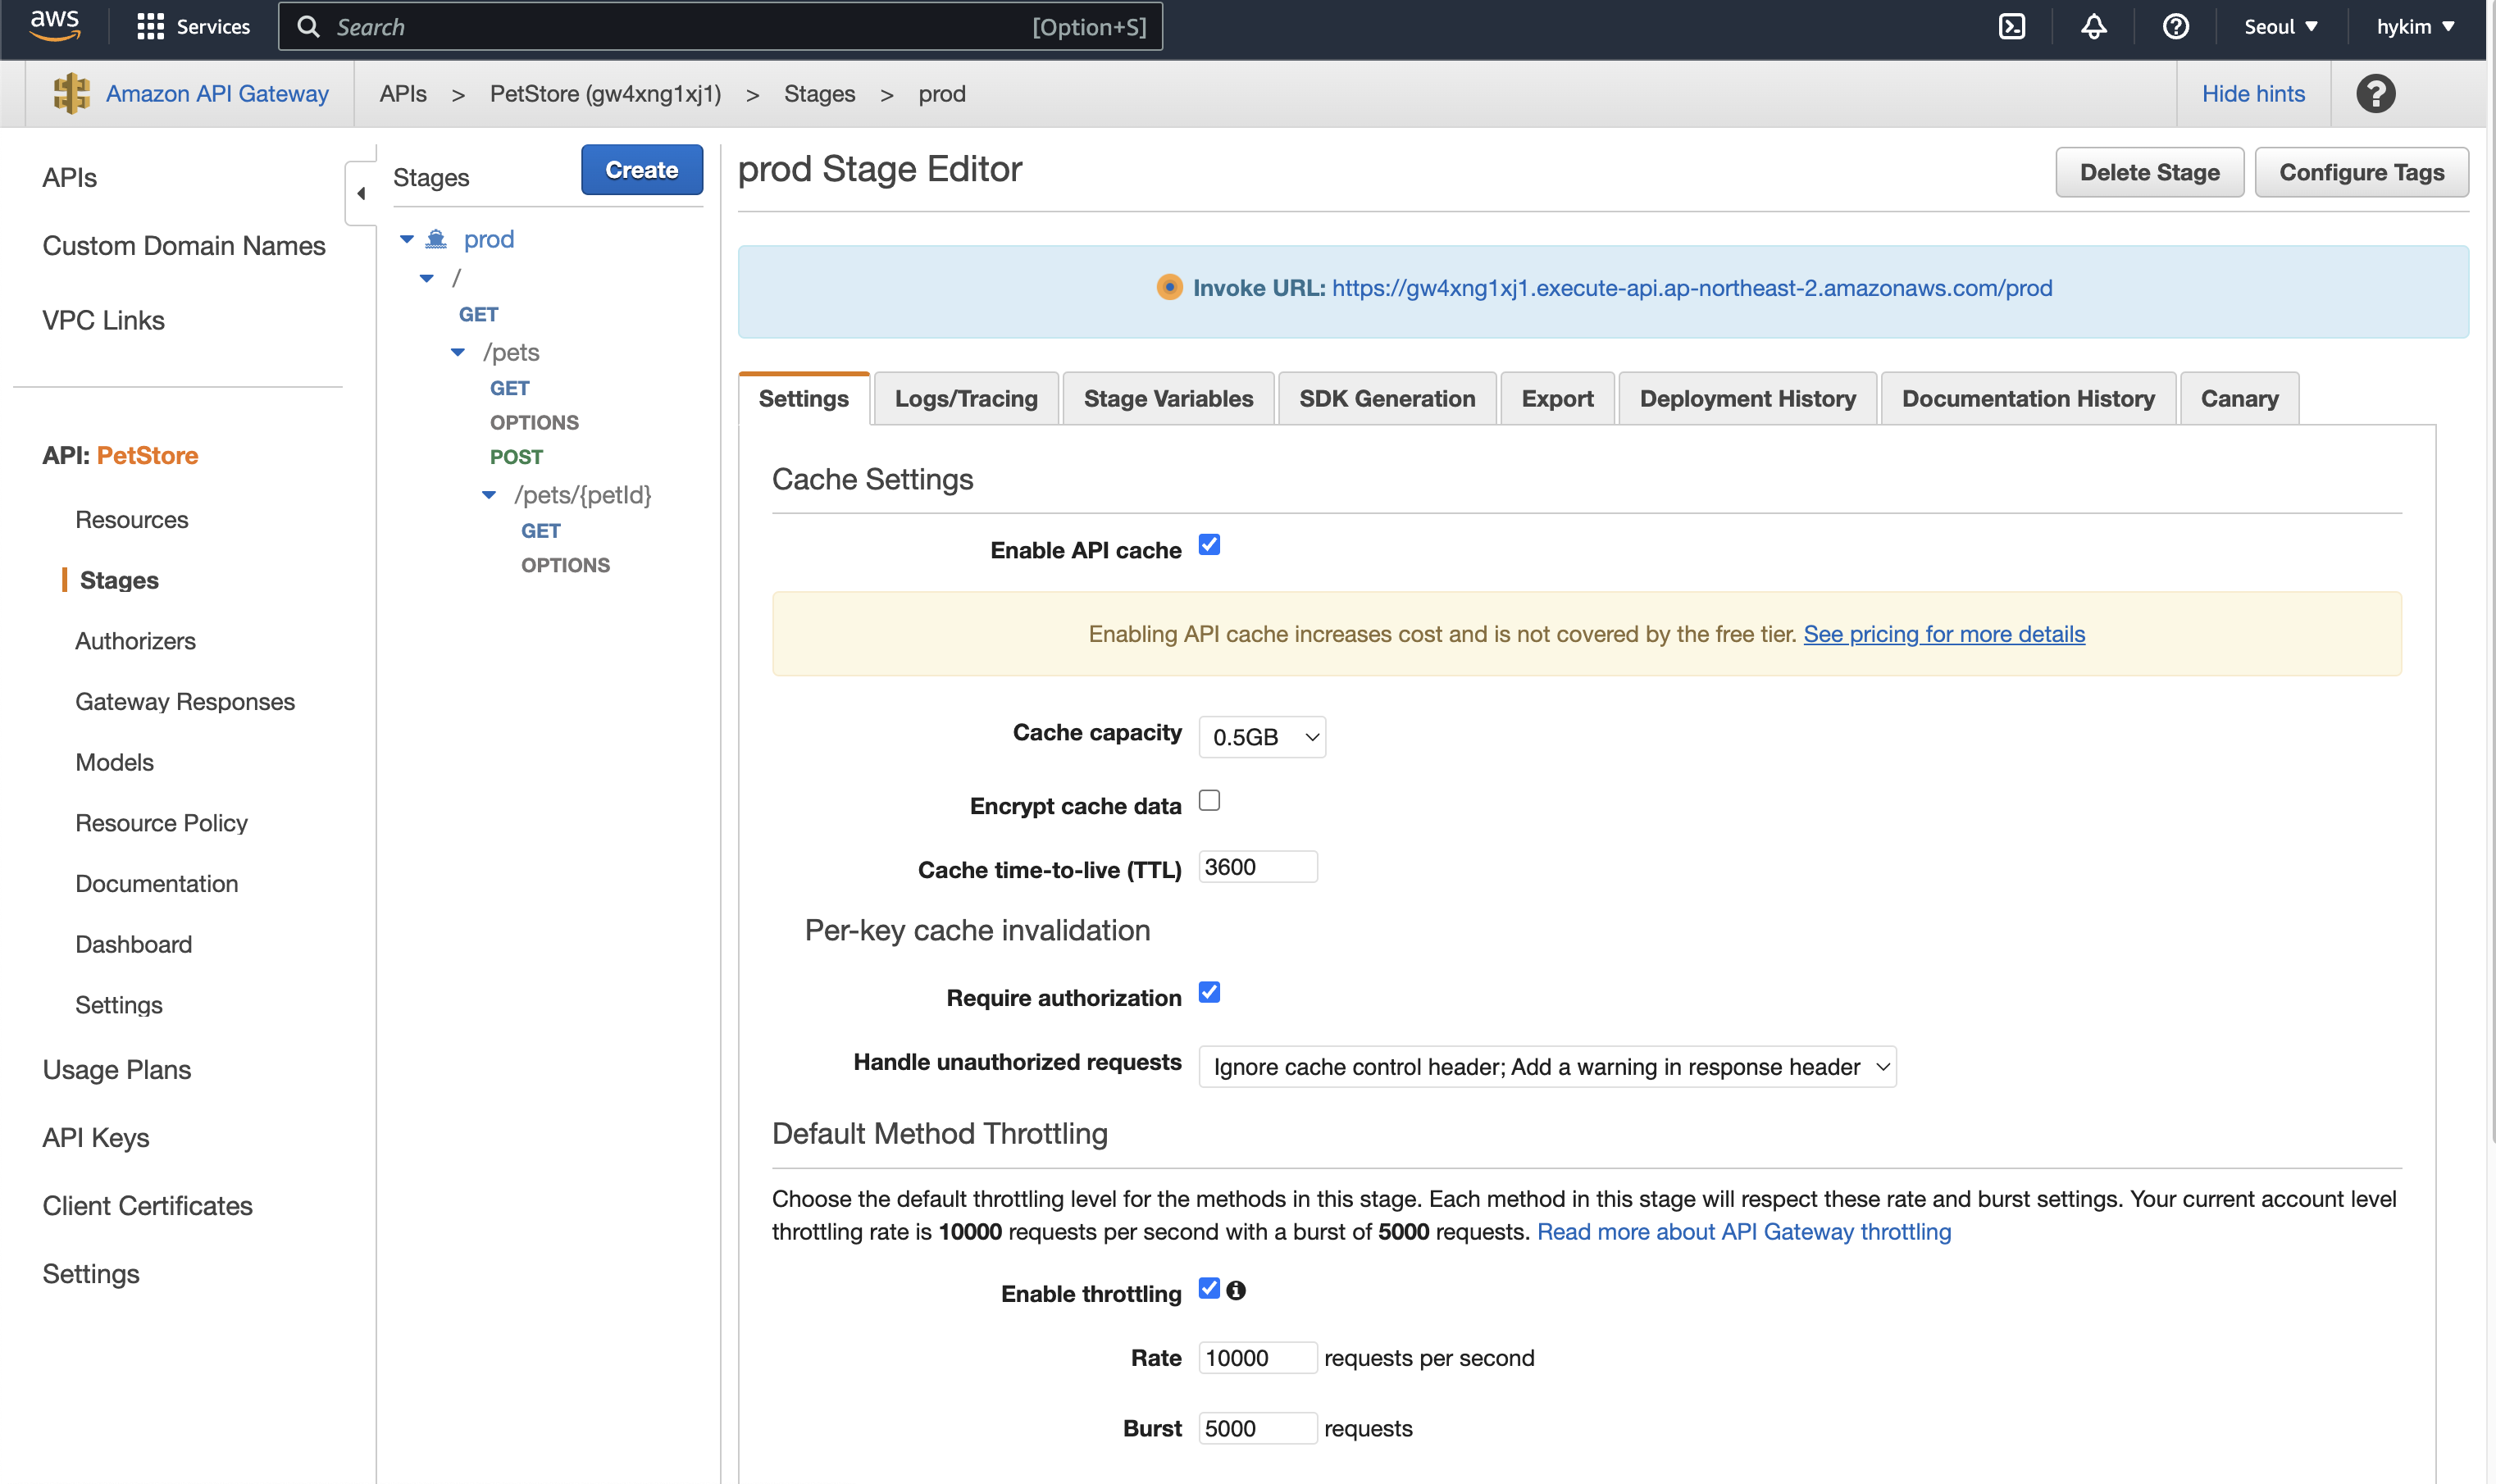 aws
Services
Search [Option+S]
Seoul ▼
hykim ▼
Amazon API Gateway
APIs > PetStore (gw4xng1xj1) > Stages > prod
Hide hints
?
APIs
Custom Domain Names
VPC Links
API: PetStore
Resources
Stages
Authorizers
Gateway Responses
Models
Resource Policy
Documentation
Dashboard
Settings
Usage Plans
API Keys
Client Certificates
Settings
Stages
Create
prod
/
GET
/pets
GET
OPTIONS
POST
/pets/{petId}
GET
OPTIONS
prod Stage Editor
Delete Stage
Configure Tags
Invoke URL: https://gw4xng1xj1.execute-api.ap-northeast-2.amazonaws.com/prod
Settings
Logs/Tracing
Stage Variables
SDK Generation
Export
Deployment History
Documentation History
Canary
Cache Settings
Enable API cache
Enabling API cache increases cost and is not covered by the free tier. See pricing for more details
Cache capacity 0.5GB
Encrypt cache data
Cache time-to-live (TTL) 3600
Per-key cache invalidation
Require authorization
Handle unauthorized requests Ignore cache control header; Add a warning in response header
Default Method Throttling
Choose the default throttling level for the methods in this stage. Each method in this stage will respect these rate and burst settings. Your current account level
throttling rate is 10000 requests per second with a burst of 5000 requests. Read more about API Gateway throttling
Enable throttling
Rate 10000 requests per second
Burst 5000 requests